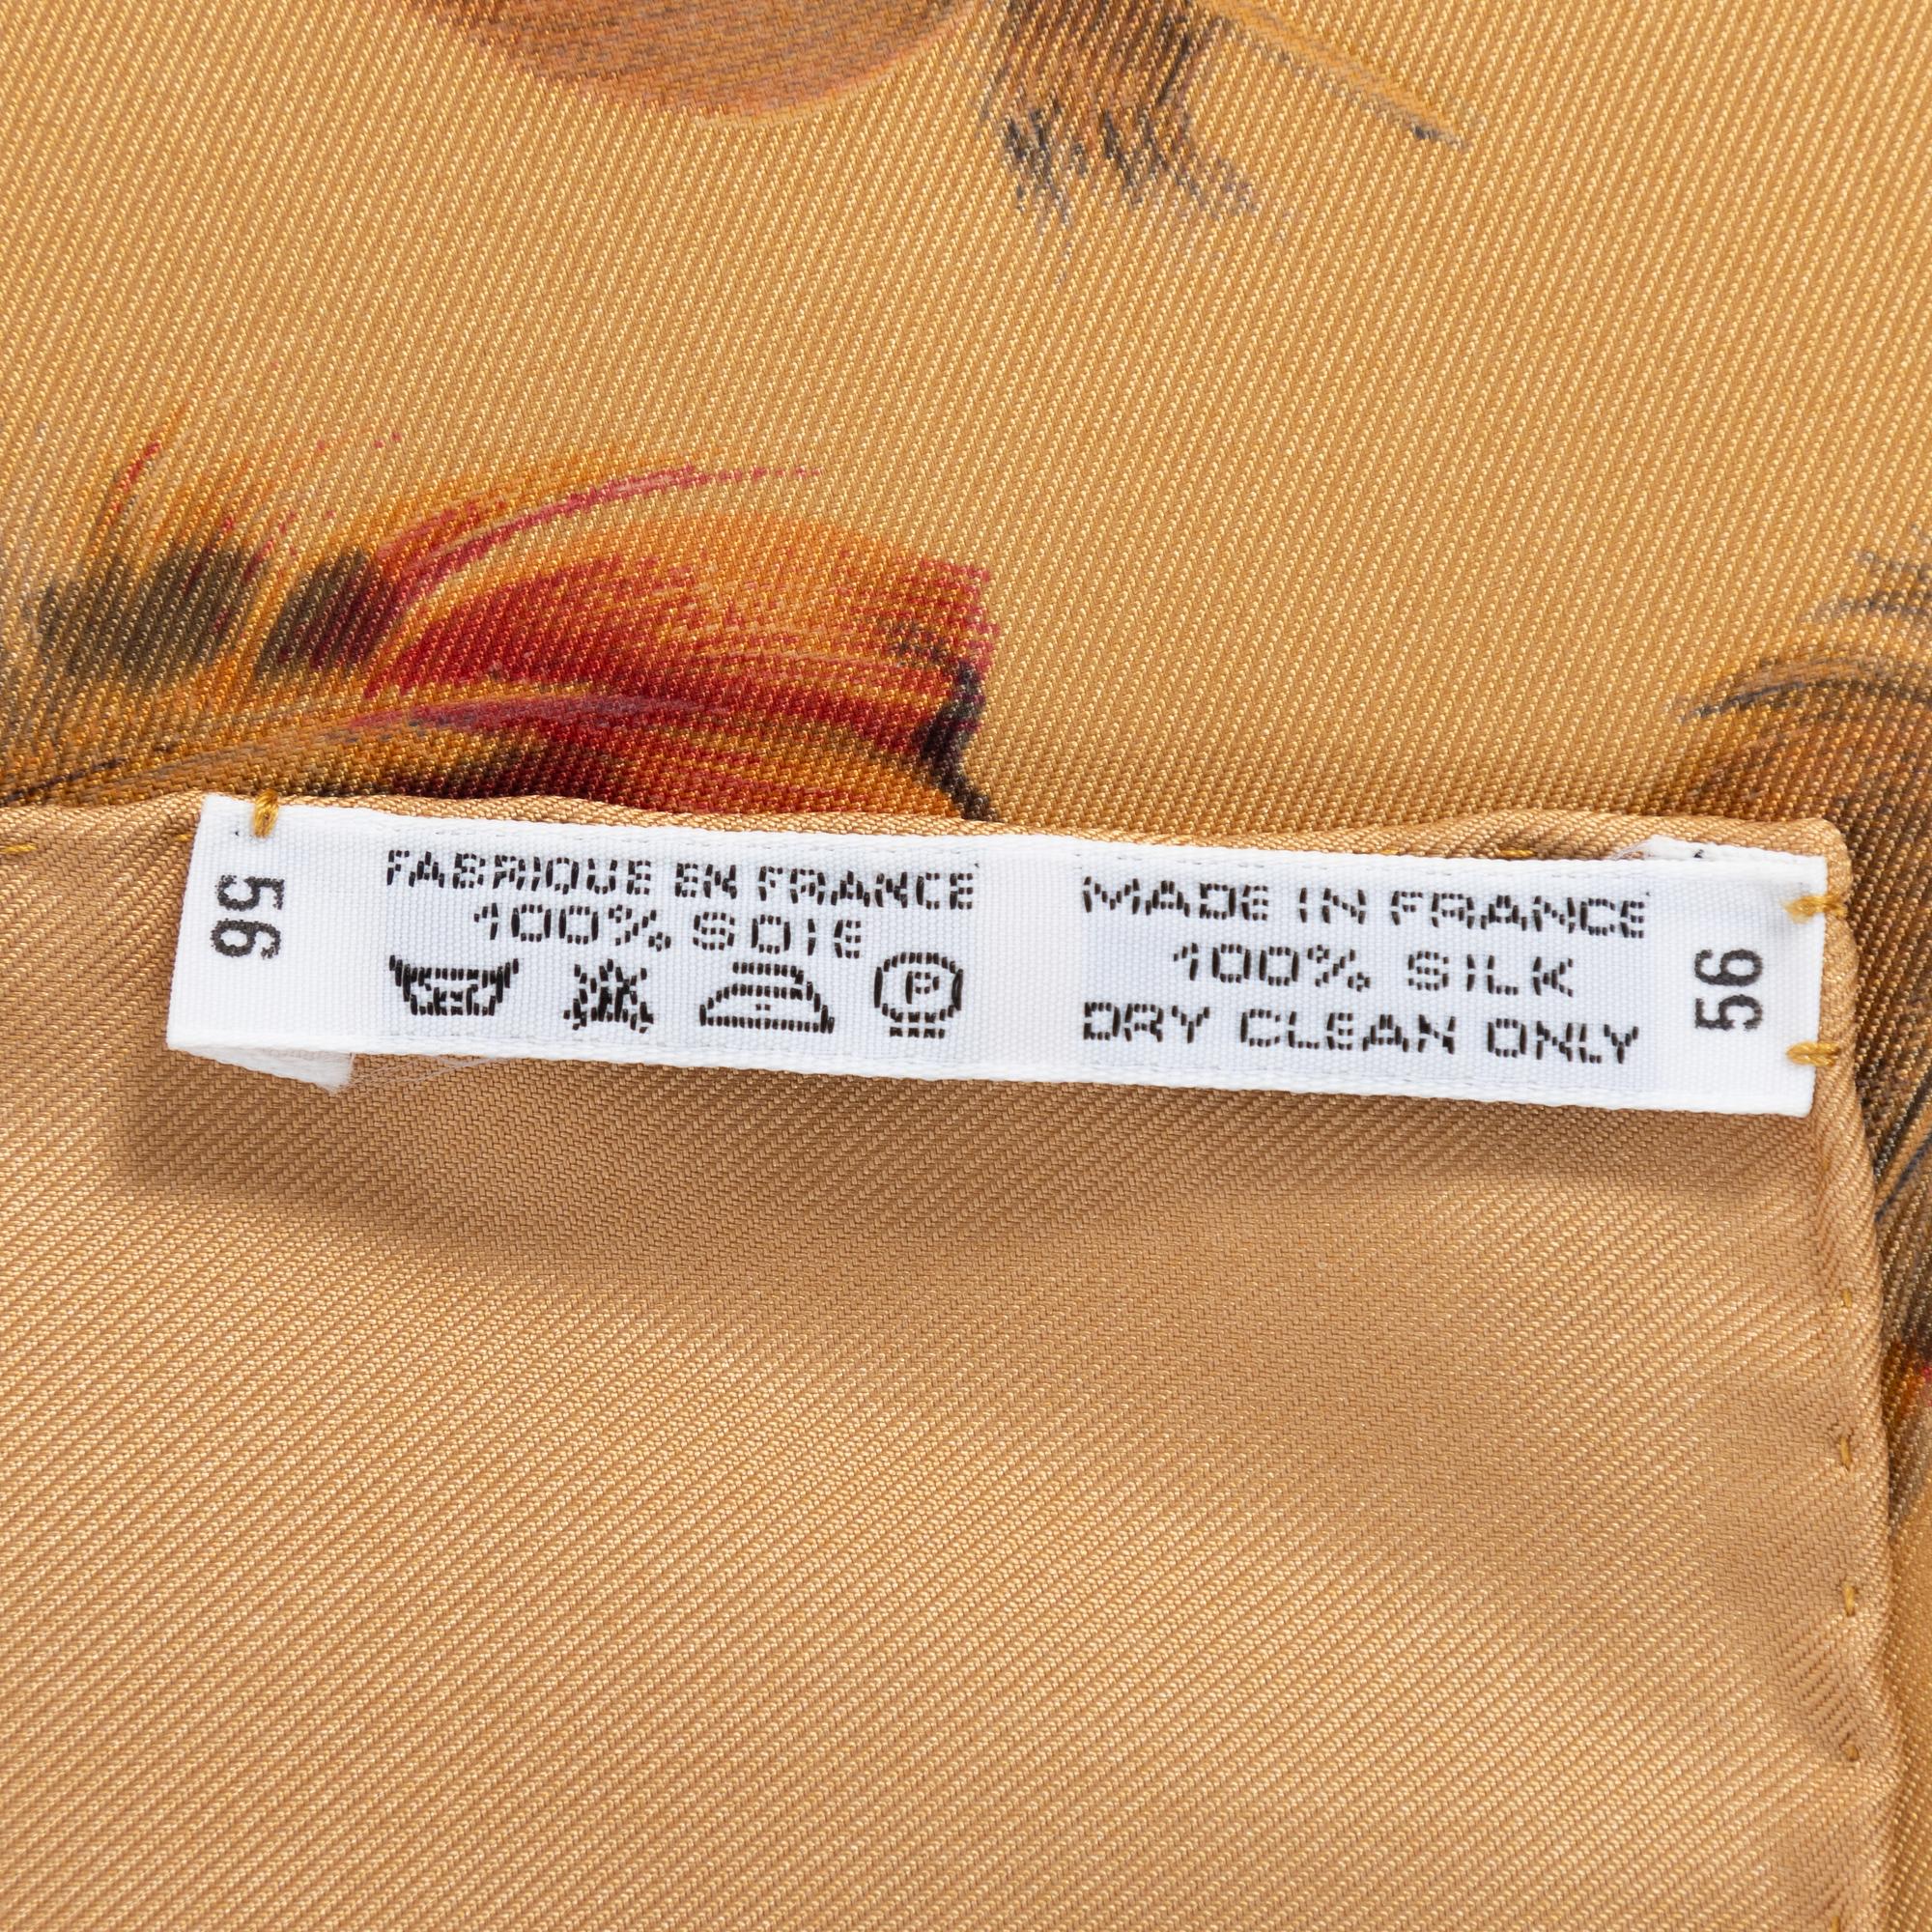 56
FABRIQUE EN FRANCE
100% SOIE
P
MADE IN FRANCE
100% SILK
DRY CLEAN ONLY
56